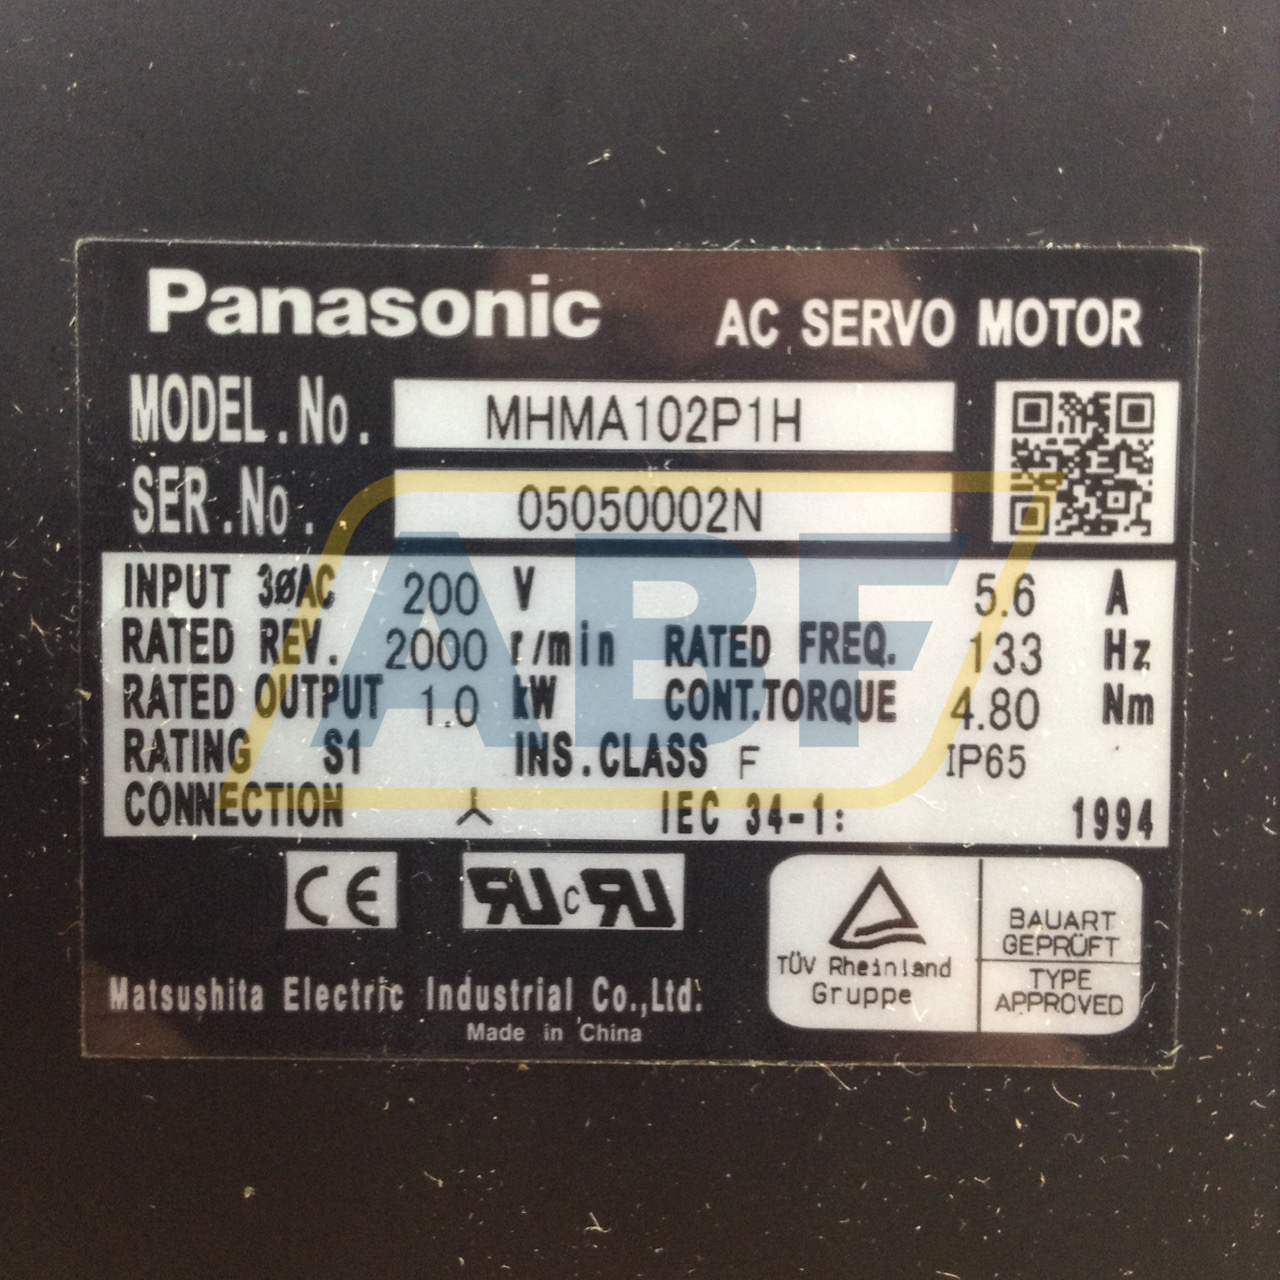 Panasonic AC SERVO MOTOR
MODEL.No. MHMA102P1H
SER.No. 05050002N
INPUT 3øAC 200 V 5.6 A
RATED REV. 2000 r/min RATED FREQ. 133 Hz
RATED OUTPUT 1.0 kW CONT.TORQUE 4.80 Nm
RATING S1 INS.CLASS F IP65
CONNECTION 人 IEC 34-1: 1994
ABF
CE RU c RU
TÜV Rheinland
Gruppe
BAUART
GEPRÜFT
TYPE
APPROVED
Matsushita Electric Industrial Co.,Ltd.
Made in China